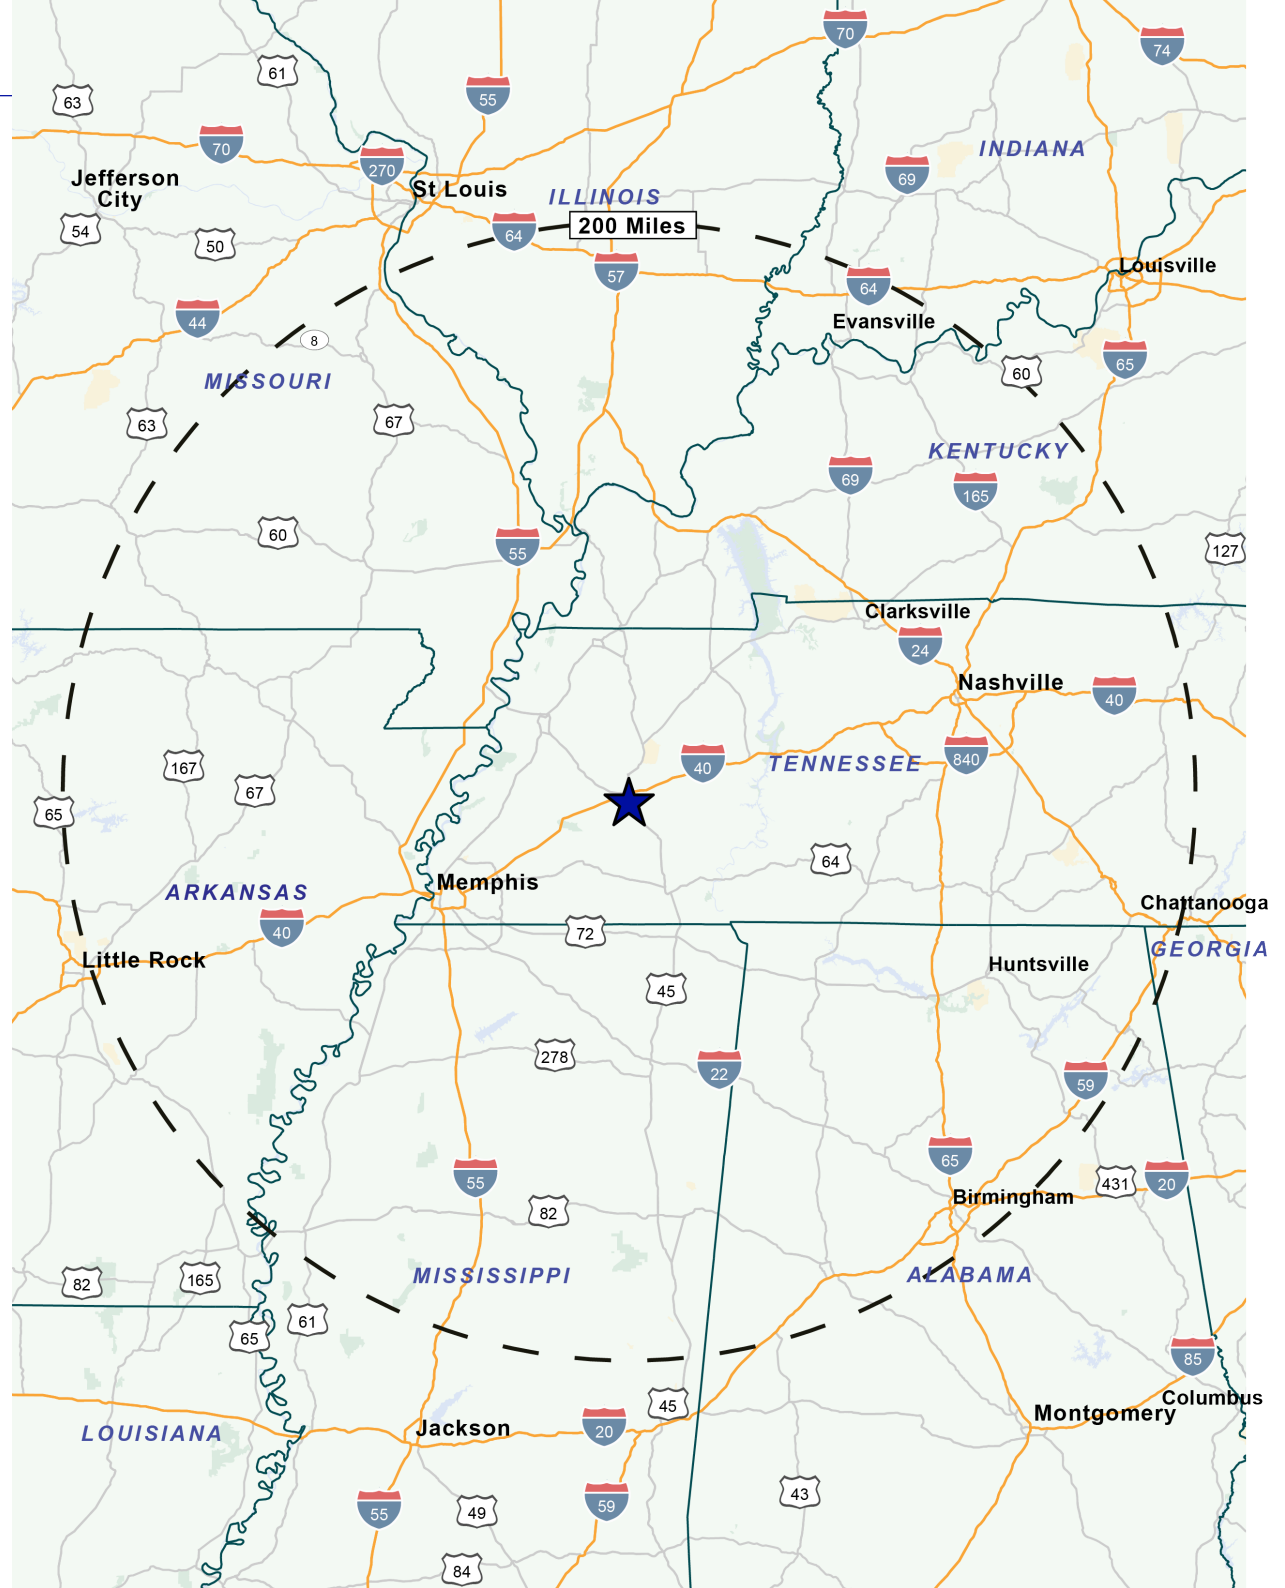 70
74
61
55
63
INDIANA
70
270
69
Jefferson
City
St Louis
ILLINOIS
54
50
64
200 Miles
57
64
Louisville
44
Evansville
8
65
60
MISSOURI
63
67
KENTUCKY
69
165
60
55
127
Clarksville
24
Nashville
40
167
67
40
TENNESSEE
840
65
64
ARKANSAS
Memphis
Chattanooga
40
72
GEORGIA
Little Rock
Huntsville
45
278
22
59
65
431
20
Birmingham
82
82
165
MISSISSIPPI
ALABAMA
61
65
85
45
Columbus
Montgomery
LOUISIANA
Jackson
20
55
49
59
43
84